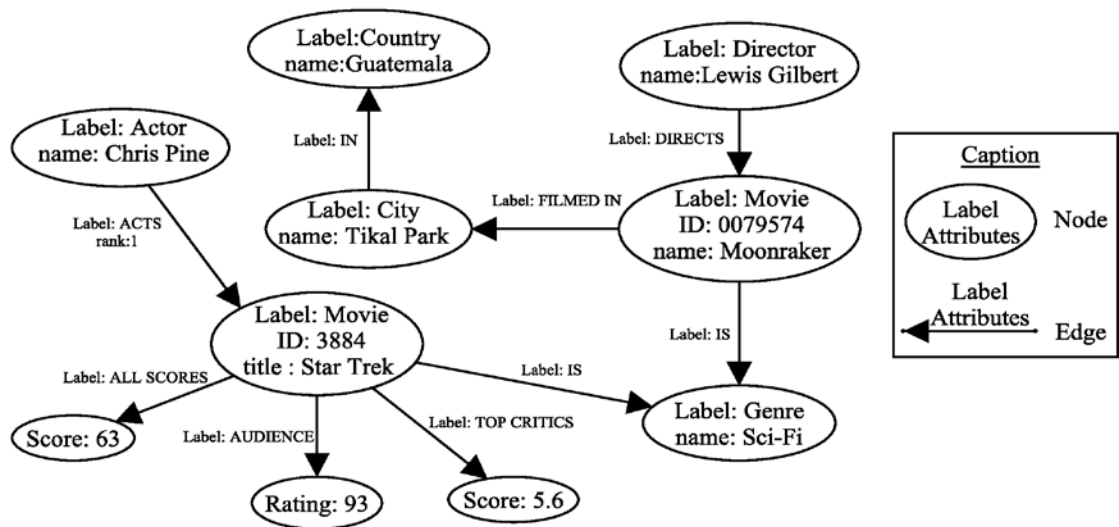 Label:Country
name:Guatemala
Label: Director
name:Lewis Gilbert
Label: Actor
name: Chris Pine
Label: IN
Label: DIRECTS
Caption
Label
Attributes
Node
Label
Attributes
Edge
Label: ACTS
rank:1
Label: City
name: Tikal Park
Label: FILMED IN
Label: Movie
ID: 0079574
name: Moonraker
Label: Movie
ID: 3884
title : Star Trek
Label: IS
Label: ALL SCORES
Label: IS
Label: AUDIENCE
Label: TOP CRITICS
Label: Genre
name: Sci-Fi
Score: 63
Rating: 93
Score: 5.6